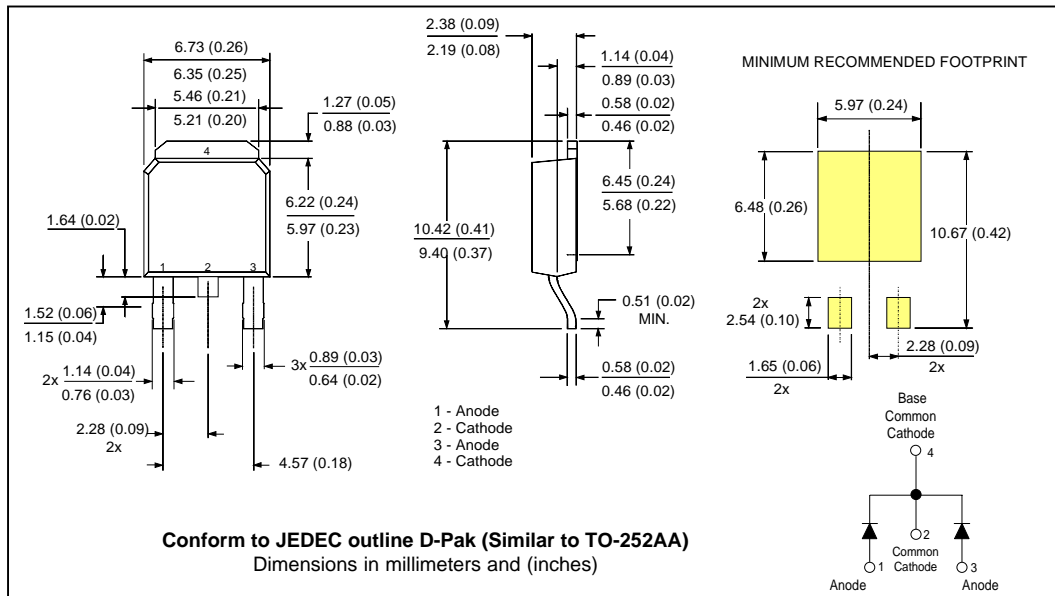 6.73 (0.26)
6.35 (0.25)
5.46 (0.21)
5.21 (0.20)
1.27 (0.05)
0.88 (0.03)
4
6.22 (0.24)
5.97 (0.23)
1.64 (0.02)
1
2
3
1.52 (0.06)
1.15 (0.04)
2x 1.14 (0.04)
0.76 (0.03)
3x 0.89 (0.03)
0.64 (0.02)
2.28 (0.09)
2x
4.57 (0.18)
2.38 (0.09)
2.19 (0.08)
1.14 (0.04)
0.89 (0.03)
0.58 (0.02)
0.46 (0.02)
6.45 (0.24)
5.68 (0.22)
10.42 (0.41)
9.40 (0.37)
0.51 (0.02)
MIN.
0.58 (0.02)
0.46 (0.02)
1 - Anode
2 - Cathode
3 - Anode
4 - Cathode
MINIMUM RECOMMENDED FOOTPRINT
5.97 (0.24)
6.48 (0.26)
10.67 (0.42)
2x
2.54 (0.10)
2.28 (0.09)
2x
1.65 (0.06)
2x
Base
Common
Cathode
4
2
Common
Cathode
1
3
Anode
Anode
Conform to JEDEC outline D-Pak (Similar to TO-252AA)
Dimensions in millimeters and (inches)